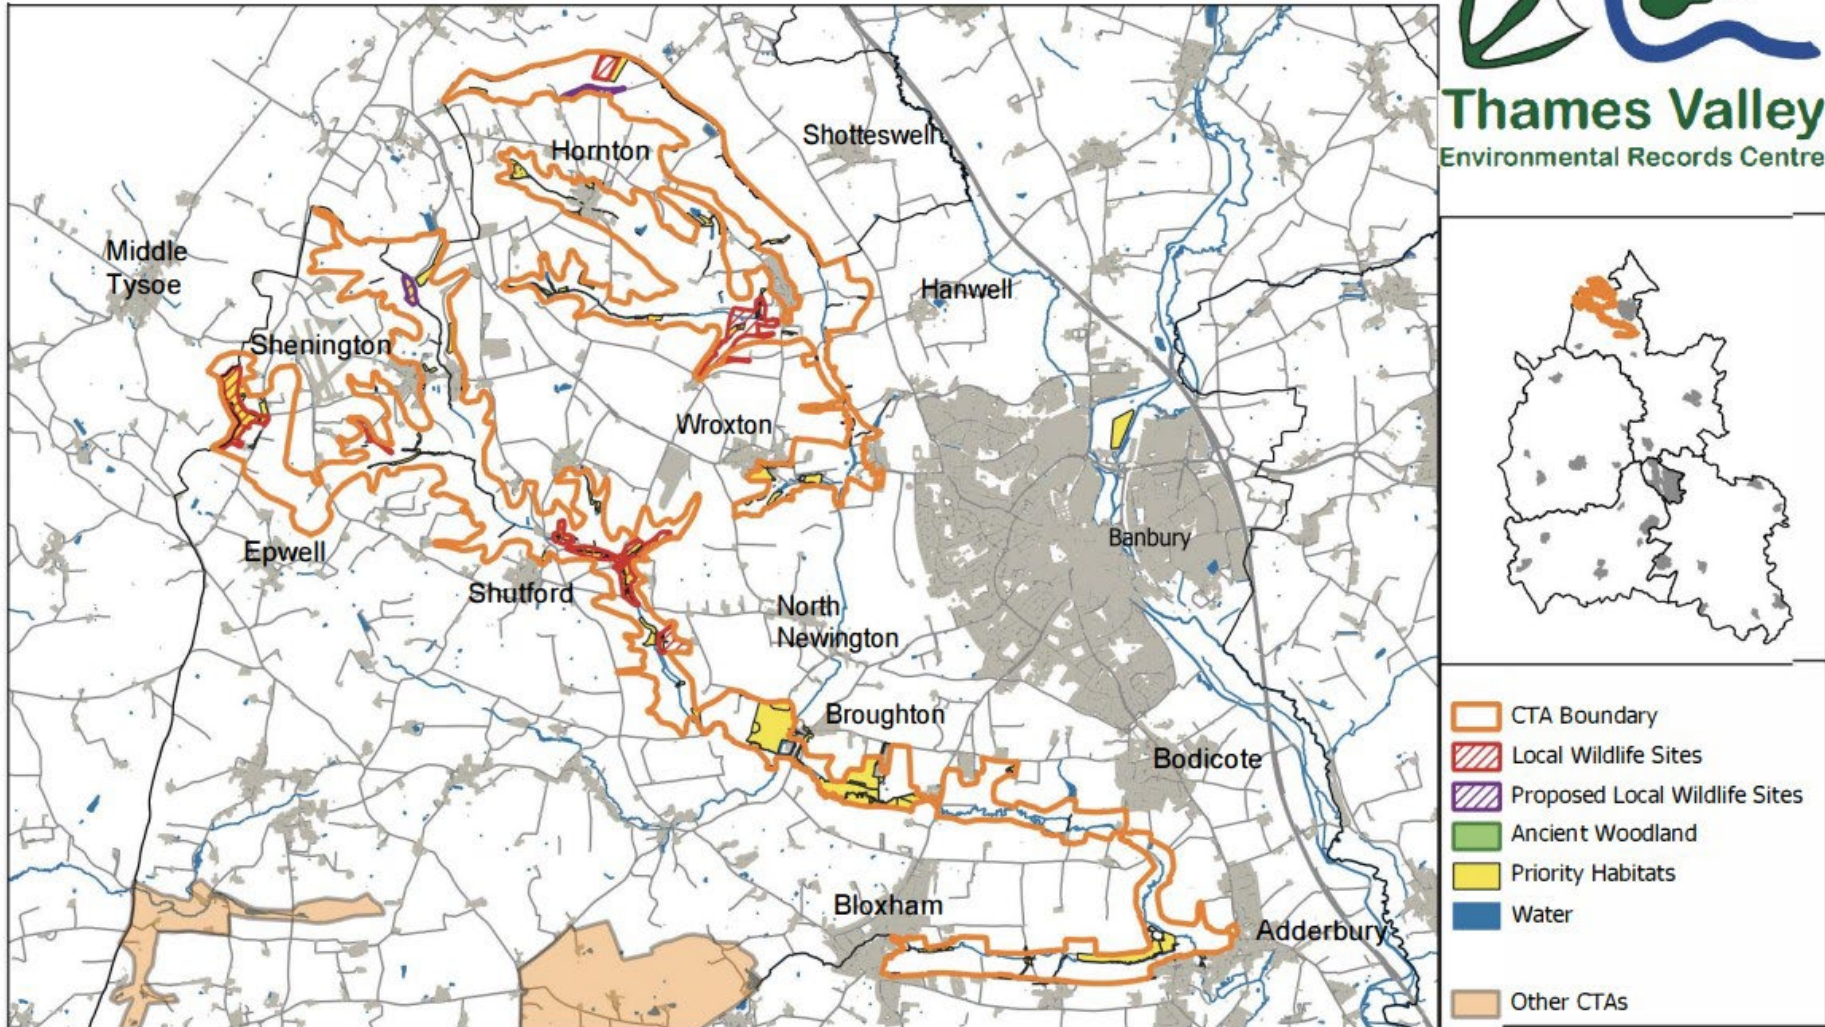 Thames Valley
Environmental Records Centre
Shotteswell
Hornton
Middle
Tysoe
Hanwell
Shenington
Wroxton
Banbury
Epwell
Shutford
North
Newington
Broughton
Bodicote
Bloxham
Adderbury
CTA Boundary
Local Wildlife Sites
Proposed Local Wildlife Sites
Ancient Woodland
Priority Habitats
Water
Other CTAs